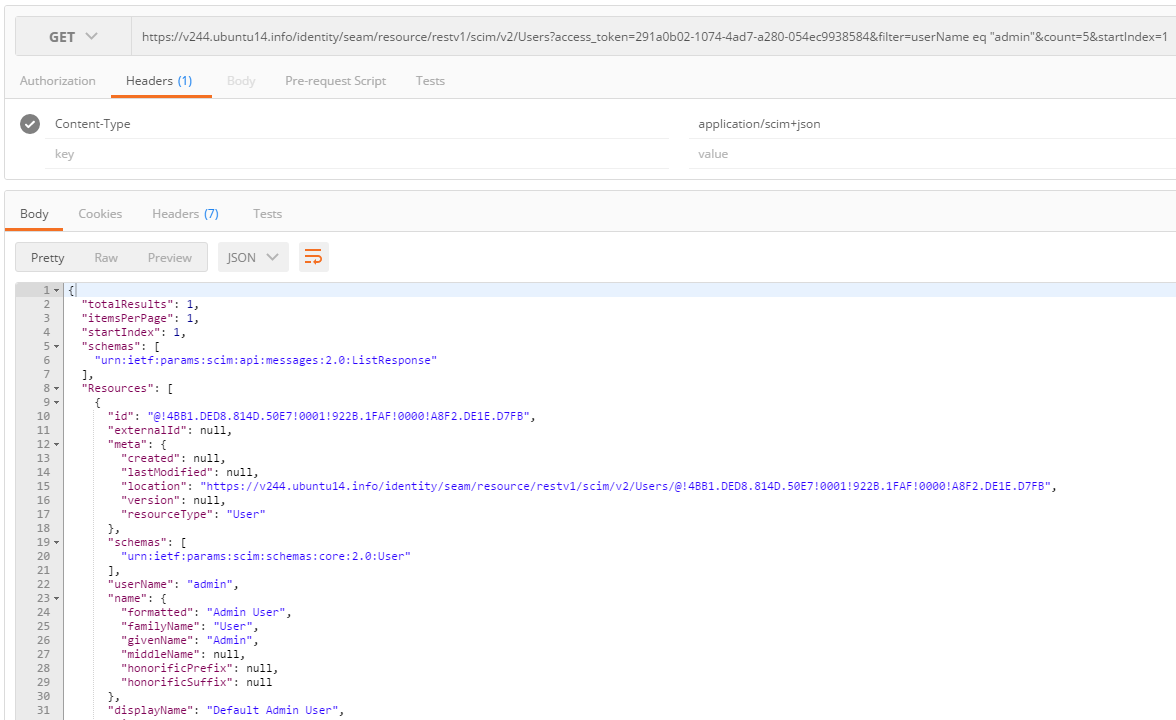 GET https://v244.ubuntu14.info/identity/seam/resource/restv1/scim/v2/Users?access_token=291a0b02-1074-4ad7-a280-054ec9938584&filter=userName eq "admin"&count=5&startIndex=1
Authorization Headers (1) Body Pre-request Script Tests
Content-Type application/scim+json
key value
Body Cookies Headers (7) Tests
Pretty Raw Preview JSON
1 {
2 "totalResults": 1,
3 "itemsPerPage": 1,
4 "startIndex": 1,
5 "schemas": [
6 "urn:ietf:params:scim:api:messages:2.0:ListResponse"
7 ],
8 "Resources": [
9 {
10 "id": "@!4BB1.DED8.814D.50E7!0001!922B.1FAF!0000!A8F2.DE1E.D7FB",
11 "externalId": null,
12 "meta": {
13 "created": null,
14 "lastModified": null,
15 "location": "https://v244.ubuntu14.info/identity/seam/resource/restv1/scim/v2/Users/@!4BB1.DED8.814D.50E7!0001!922B.1FAF!0000!A8F2.DE1E.D7FB",
16 "version": null,
17 "resourceType": "User"
18 },
19 "schemas": [
20 "urn:ietf:params:scim:schemas:core:2.0:User"
21 ],
22 "userName": "admin",
23 "name": {
24 "formatted": "Admin User",
25 "familyName": "User",
26 "givenName": "Admin",
27 "middleName": null,
28 "honorificPrefix": null,
29 "honorificSuffix": null
30 },
31 "displayName": "Default Admin User",